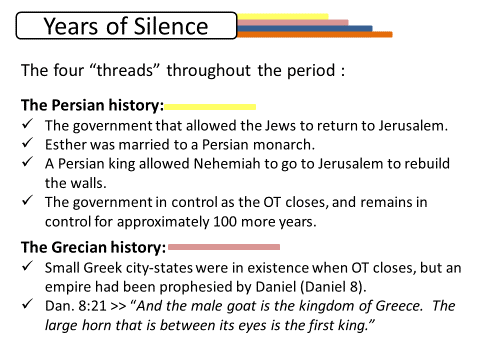 Years of Silence
The four “threads” throughout the period :
The Persian history:
✓ The government that allowed the Jews to return to Jerusalem.
✓ Esther was married to a Persian monarch.
✓ A Persian king allowed Nehemiah to go to Jerusalem to rebuild
the walls.
✓ The government in control as the OT closes, and remains in
control for approximately 100 more years.
The Grecian history:
✓ Small Greek city-states were in existence when OT closes, but an
empire had been prophesied by Daniel (Daniel 8).
✓ Dan. 8:21 >> “And the male goat is the kingdom of Greece. The
large horn that is between its eyes is the first king.”